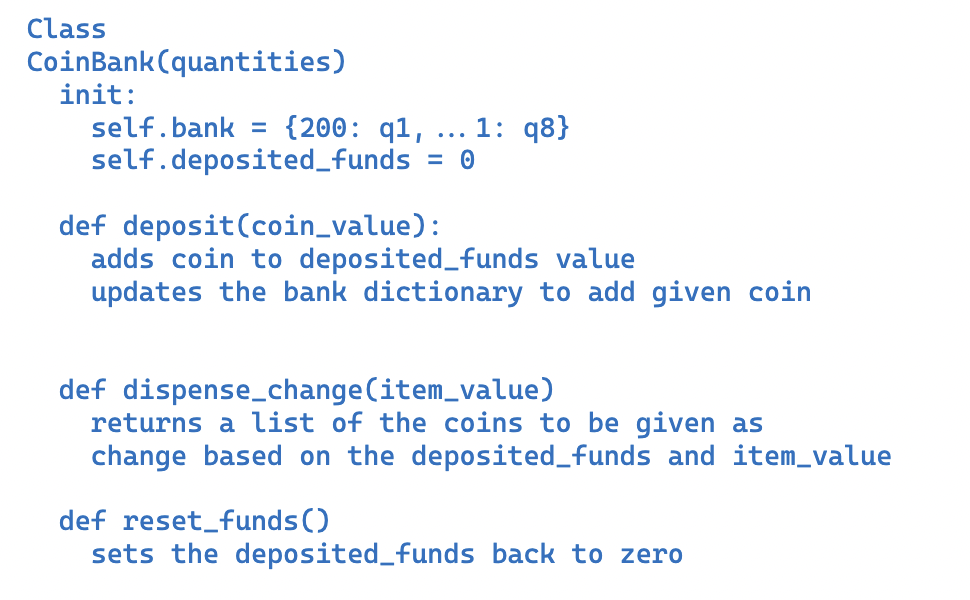 Class
CoinBank(quantities)
init:
self.bank = {200: q1, ... 1: q8}
self.deposited_funds = 0
def deposit(coin_value):
adds coin to deposited_funds value
updates the bank dictionary to add given coin
def dispense_change(item_value)
returns a list of the coins to be given as
change based on the deposited_funds and item_value
def reset_funds()
sets the deposited_funds back to zero